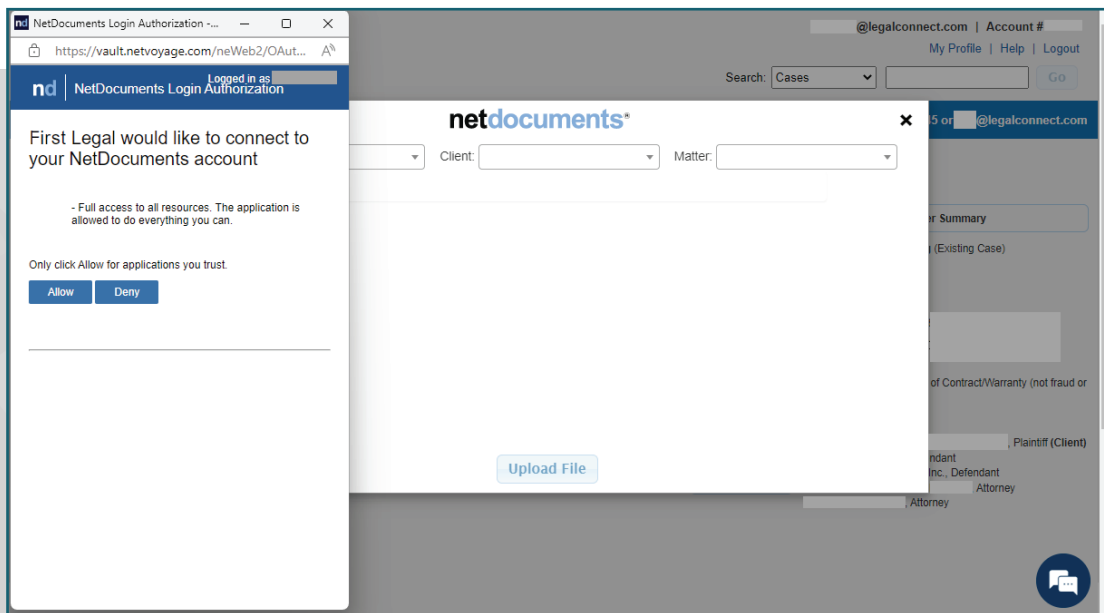 nd NetDocuments Login Authorization -...
https://vault.netvoyage.com/neWeb2/OAut...
nd NetDocuments Login Authorization
Logged in as
First Legal would like to connect to
your NetDocuments account
- Full access to all resources. The application is
allowed to do everything you can.
Only click Allow for applications you trust.
Allow Deny
@legalconnect.com | Account #
My Profile | Help | Logout
Search: Cases Go
or @legalconnect.com
netdocuments
Client: Matter:
Upload File
Summary
(Existing Case)
of Contract/Warranty (not fraud or
, Plaintiff (Client)
ndant
Inc., Defendant
Attorney
, Attorney